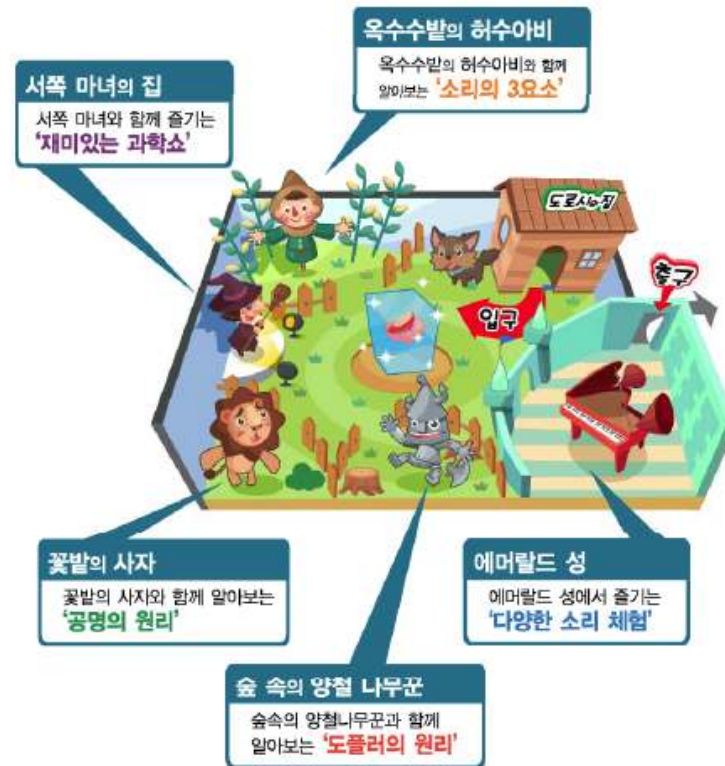 옥수수밭의 허수아비
옥수수밭의 허수아비와 함께
알아보는 '소리의 3요소'
서쪽 마녀의 집
서쪽 마녀와 함께 즐기는
'재미있는 과학쇼'
도로시의 집
출구
입구
꽃밭의 사자
꽃밭의 사자와 함께 알아보는
'공명의 원리'
에머랄드 성
에머랄드 성에서 즐기는
'다양한 소리 체험'
숲 속의 양철 나무꾼
숲속의 양철나무꾼과 함께
알아보는 '도플러의 원리'